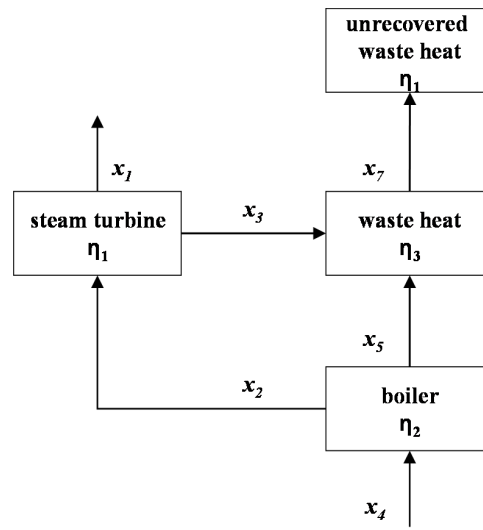 unrecovered
waste heat
η1
x1
x7
steam turbine
η1
x3
waste heat
η3
x5
x2
boiler
η2
x4